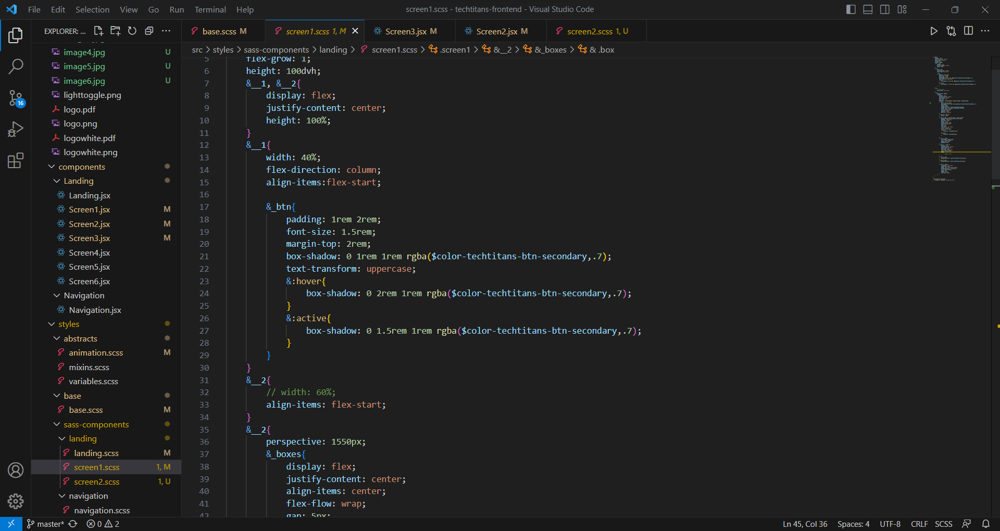 File Edit Selection View Go Run Terminal Help
screen1.scss - techtitans-frontend - Visual Studio Code
EXPLORER: ...
base.scss M
screen1.scss 1, M
Screen3.jsx M
Screen2.jsx M
screen2.scss 1, U
src > styles > sass-components > landing > screen1.scss > .screen1 > &__2 > &_boxes > & .box
image4.jpg U
image5.jpg U
image6.jpg U
lighttoggle.png
logo.pdf
logo.png
logowhite.pdf
logowhite.png
components
Landing
Landing.jsx
Screen1.jsx M
Screen2.jsx M
Screen3.jsx M
Screen4.jsx
Screen5.jsx
Screen6.jsx
Navigation
Navigation.jsx
styles
abstracts
animation.scss M
mixins.scss
variables.scss
base
base.scss M
sass-components
landing
landing.scss M
screen1.scss 1, M
screen2.scss 1, U
navigation
navigation.scss
16
5 flex-grow: 1;
6 height: 100dvh;
7 &__1, &__2{
8 display: flex;
9 justify-content: center;
10 height: 100%;
11 }
12 &__1{
13 width: 40%;
14 flex-direction: column;
15 align-items:flex-start;
16
17 &_btn{
18 padding: 1rem 2rem;
19 font-size: 1.5rem;
20 margin-top: 2rem;
21 box-shadow: 0 1rem 1rem rgba($color-techtitans-btn-secondary,.7);
22 text-transform: uppercase;
23 &:hover{
24 box-shadow: 0 2rem 1rem rgba($color-techtitans-btn-secondary,.7);
25 }
26 &:active{
27 box-shadow: 0 1.5rem 1rem rgba($color-techtitans-btn-secondary,.7);
28 }
29 }
30 }
31 &__2{
32 // width: 60%;
33 align-items: flex-start;
34 }
35 &__2{
36 perspective: 1550px;
37 &_boxes{
38 display: flex;
39 justify-content: center;
40 align-items: center;
41 flex-flow: wrap;
42 gap: 5px;
master* 0 2
Ln 45, Col 36 Spaces: 4 UTF-8 CRLF SCSS